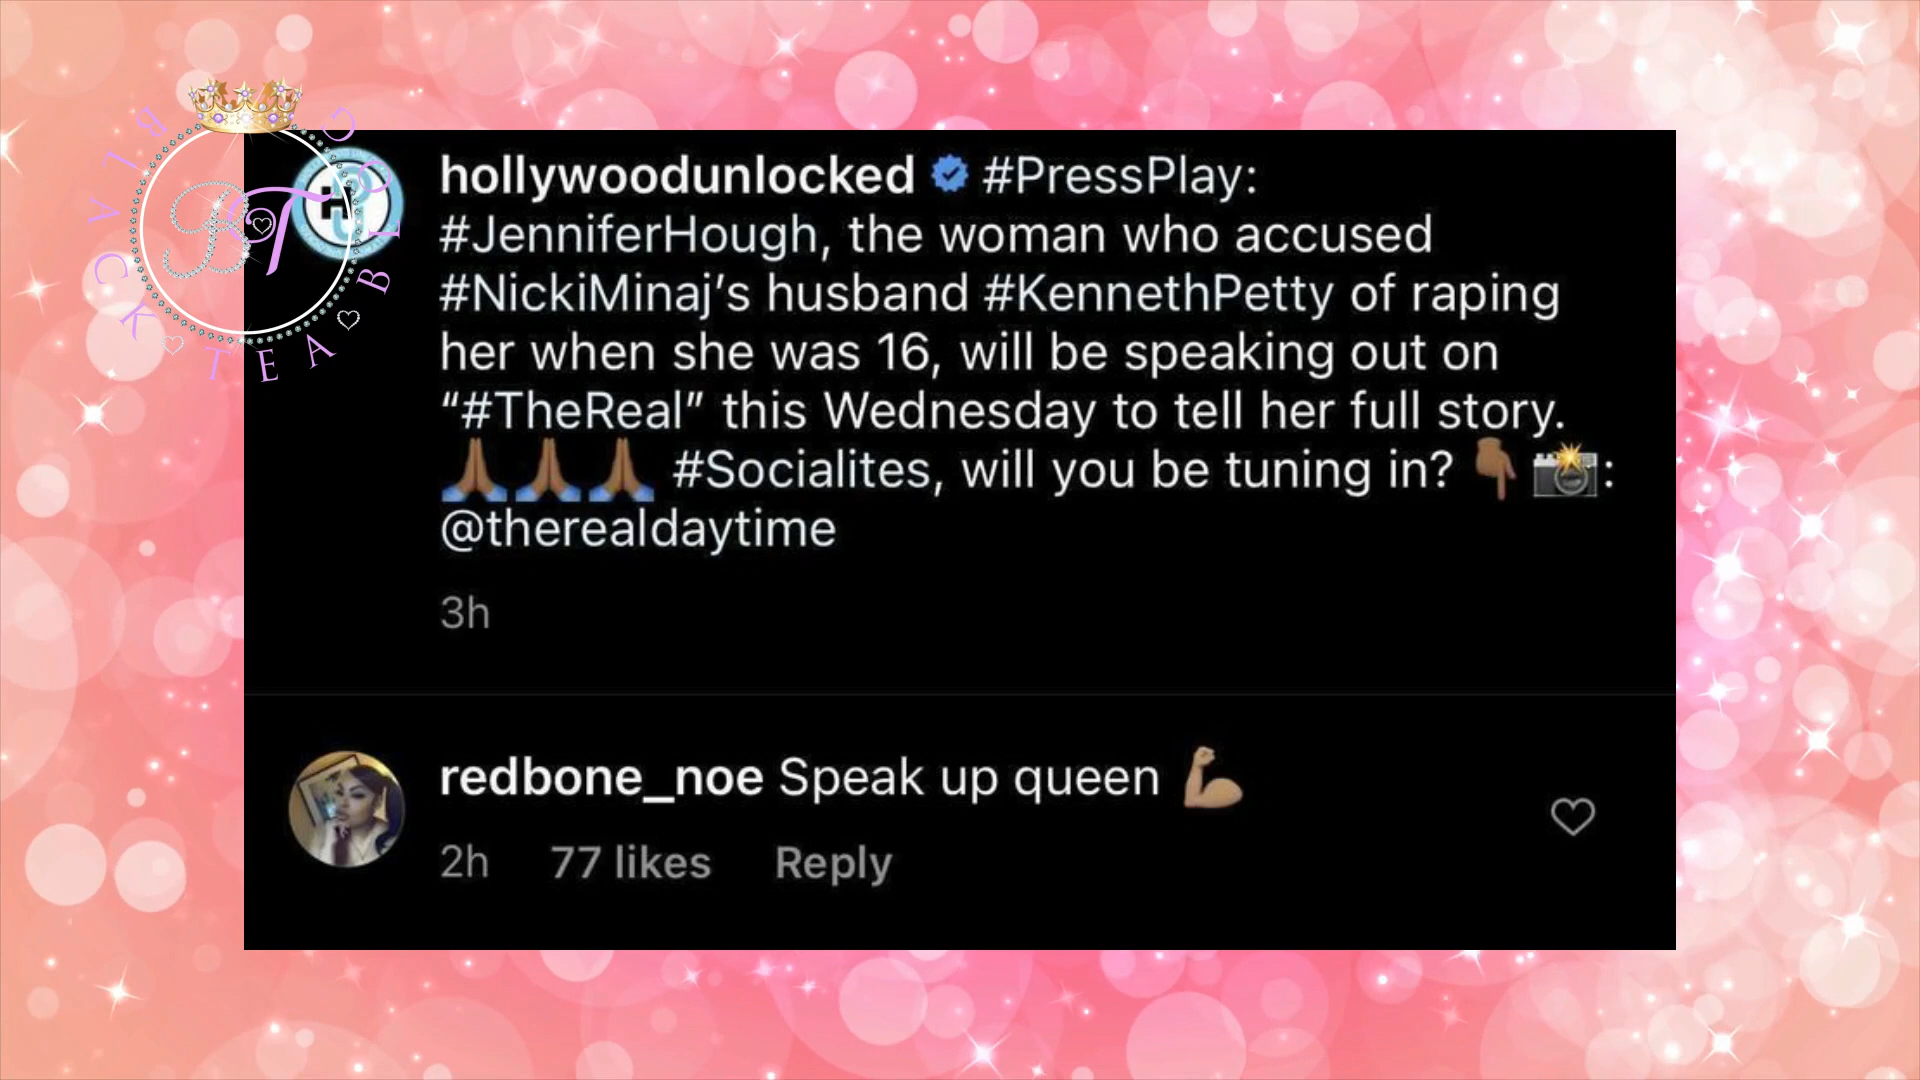 hollywoodunlocked #PressPlay:
#JenniferHough, the woman who accused
#NickiMinaj’s husband #KennethPetty of raping
her when she was 16, will be speaking out on
“#TheReal” this Wednesday to tell her full story.
🙏🏾🙏🏾🙏🏾 #Socialites, will you be tuning in? 👇🏾 📸:
@therealdaytime
3h
redbone_noe Speak up queen 💪🏼
2h 77 likes Reply
BT
TEA